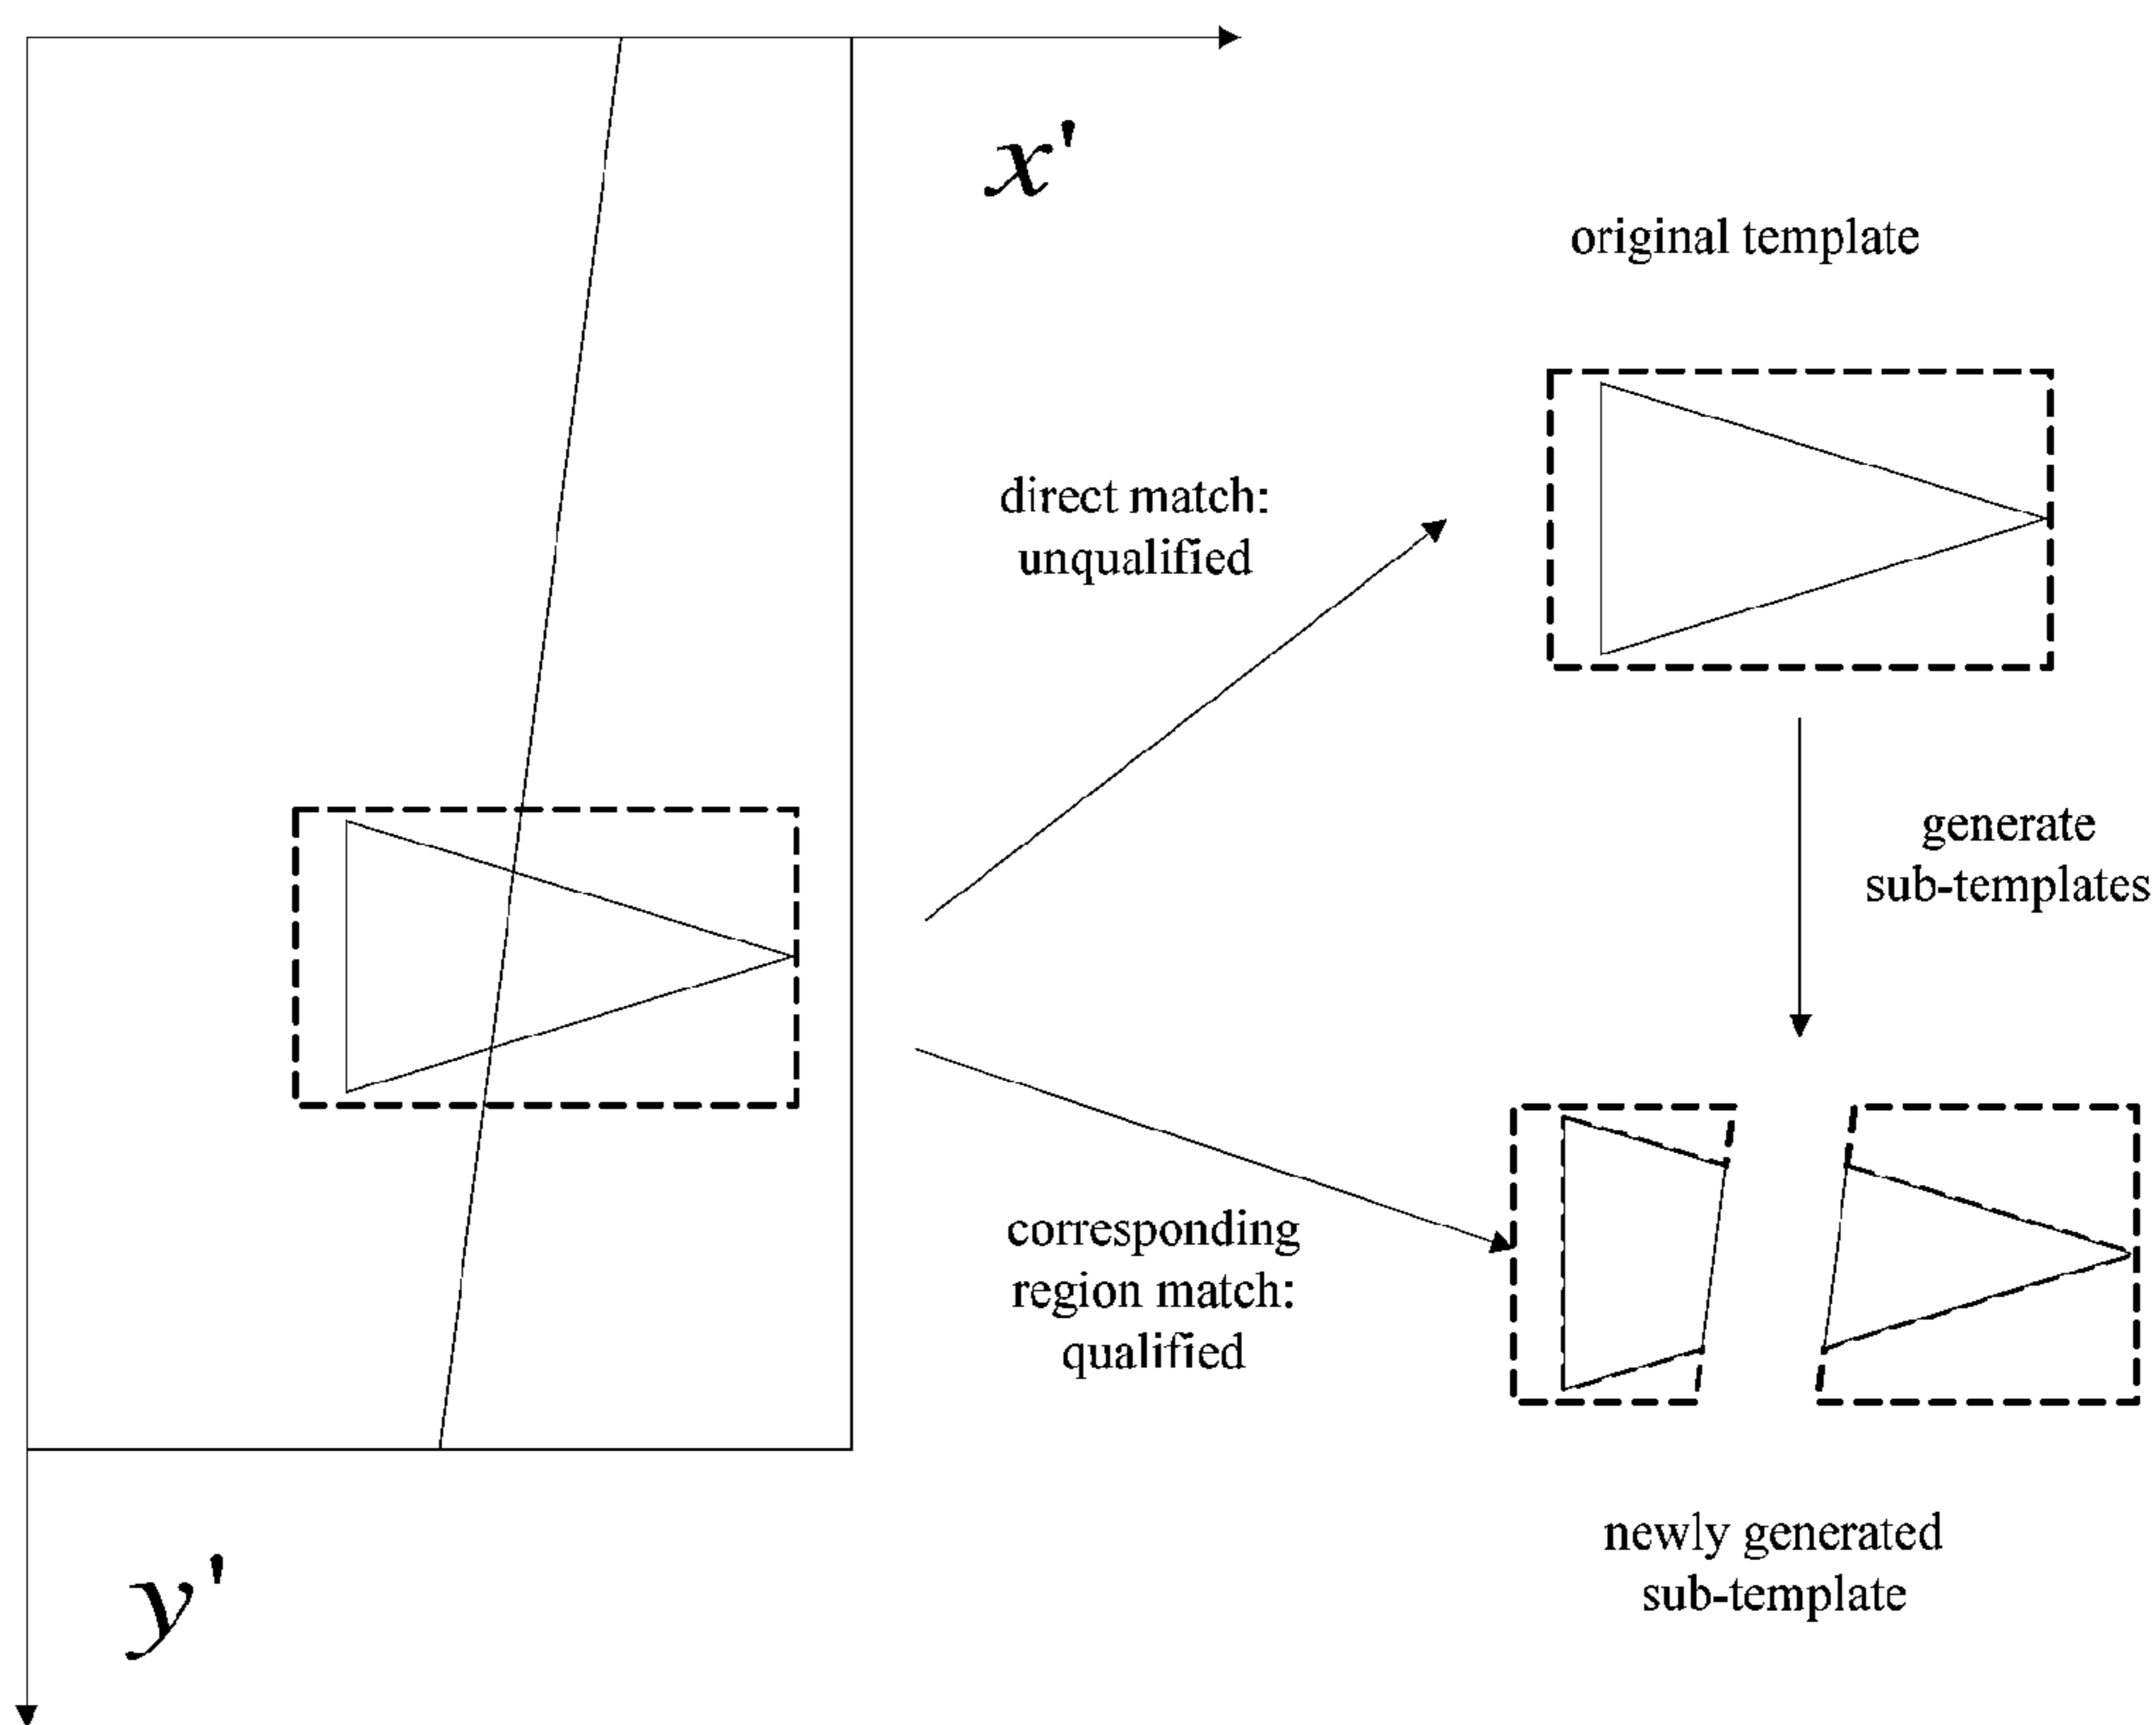 x'
original template
direct match:
unqualified
generate
sub-templates
corresponding
region match:
qualified
newly generated
sub-template
y'